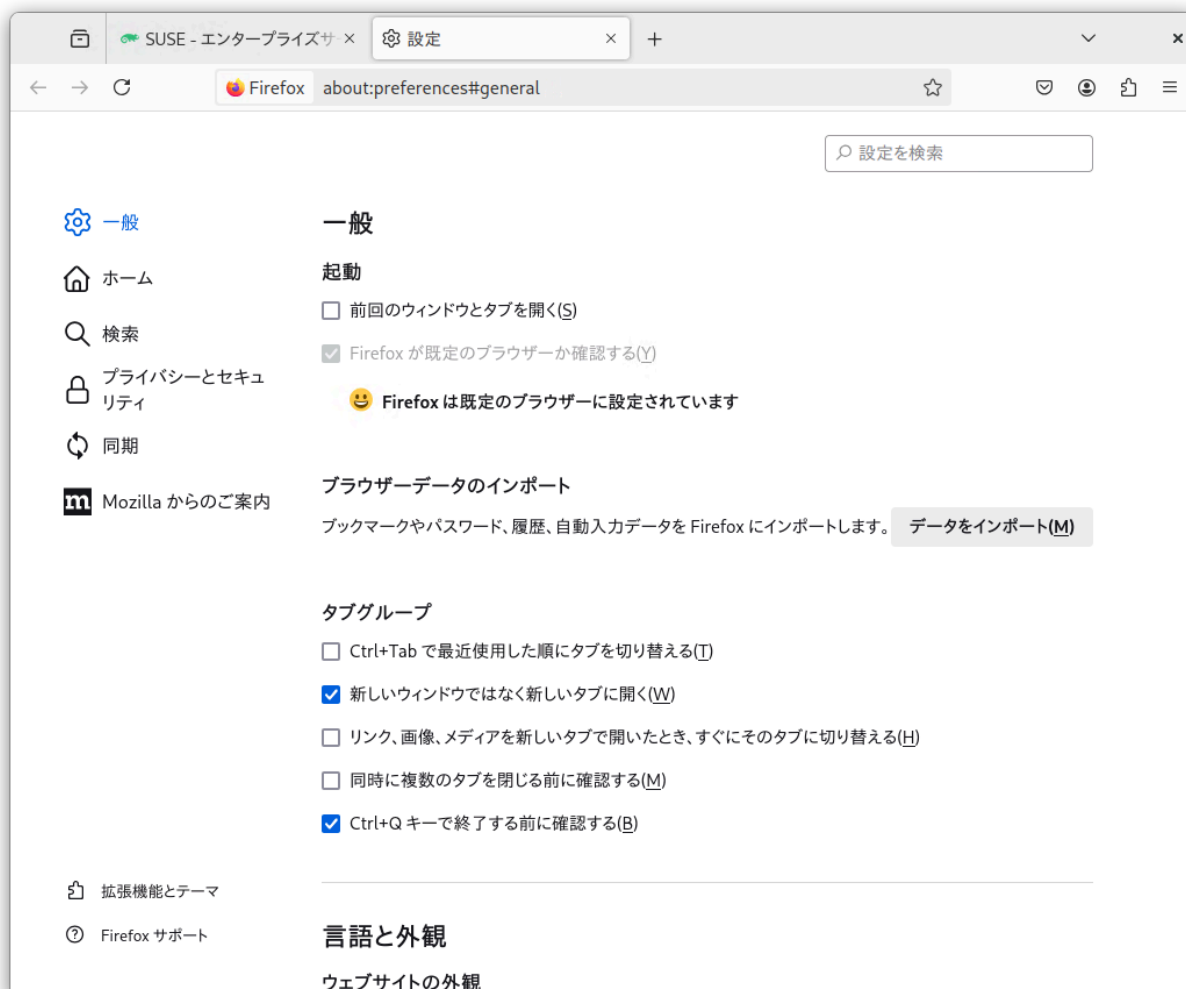 SUSE - エンタープライズサ
設定
Firefox about:preferences#general
設定を検索
一般
ホーム
検索
プライバシーとセキュ
リティ
同期
m Mozilla からのご案内
拡張機能とテーマ
Firefox サポート
一般
起動
前回のウィンドウとタブを開く(S)
Firefox が既定のブラウザーか確認する(Y)
Firefox は既定のブラウザーに設定されています
ブラウザーデータのインポート
ブックマークやパスワード、履歴、自動入力データを Firefox にインポートします。 データをインポート(M)
タブグループ
Ctrl+Tab で最近使用した順にタブを切り替える(T)
新しいウィンドウではなく新しいタブに開く(W)
リンク、画像、メディアを新しいタブで開いたとき、すぐにそのタブに切り替える(H)
同時に複数のタブを閉じる前に確認する(M)
Ctrl+Q キーで終了する前に確認する(B)
言語と外観
ウェブサイトの外観